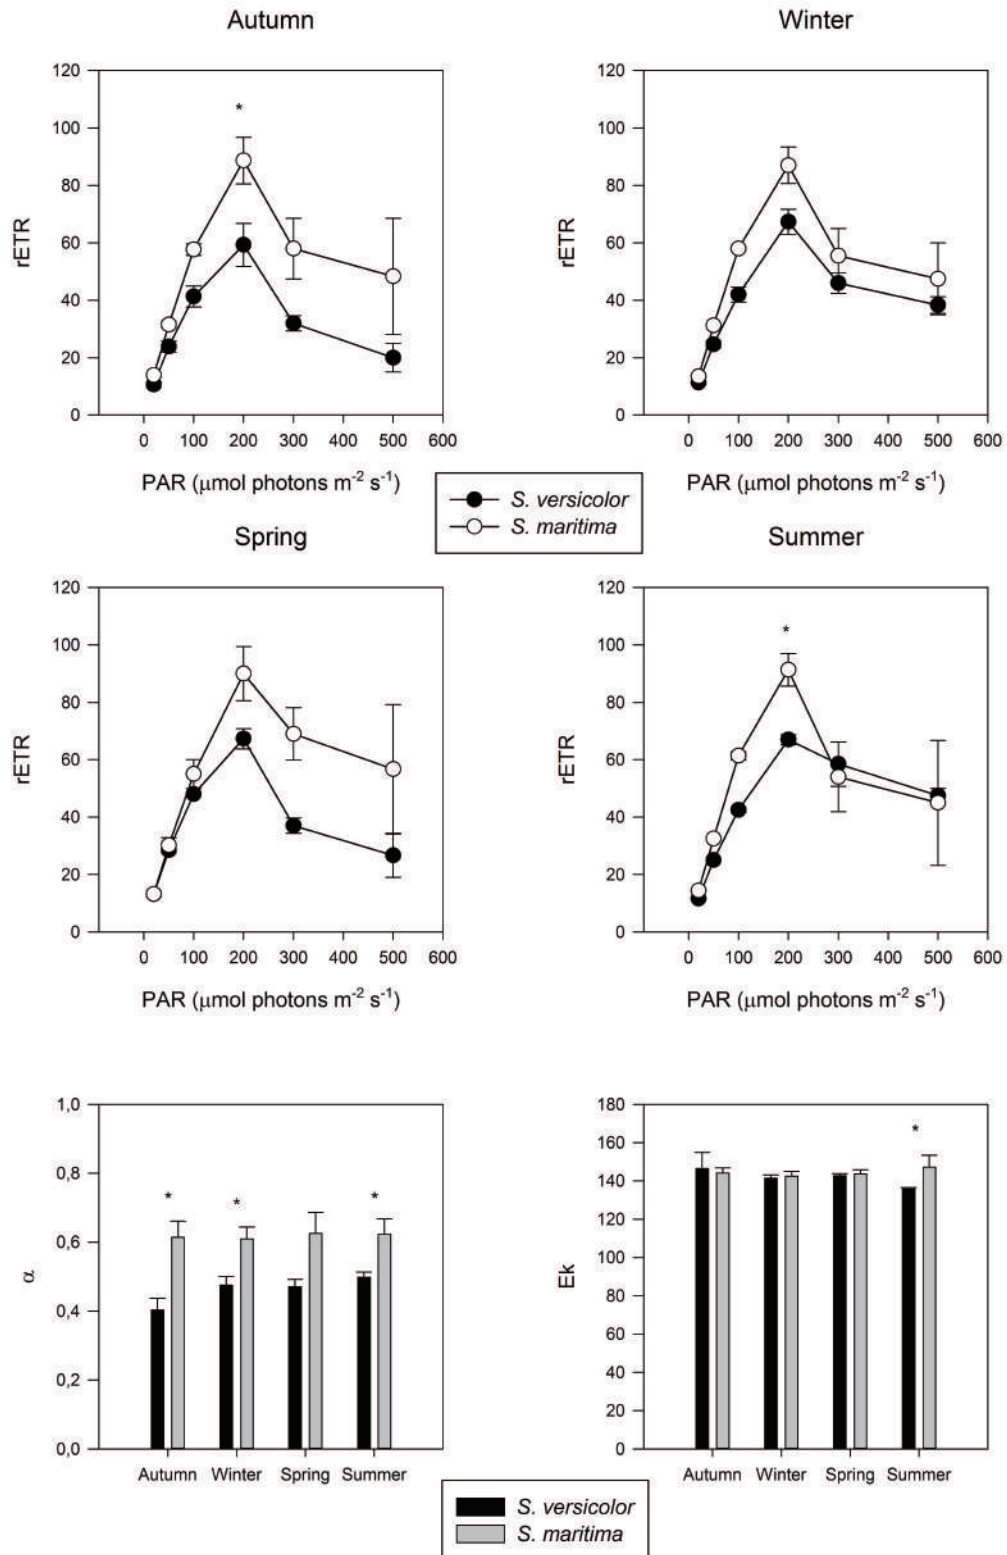 Autumn
Winter
120
100
80
60
40
20
0
rETR
*
0 100 200 300 400 500 600
PAR (μmol photons m⁻² s⁻¹)
120
100
80
60
40
20
0
rETR
0 100 200 300 400 500 600
PAR (μmol photons m⁻² s⁻¹)
S. versicolor
S. maritima
Spring
Summer
120
100
80
60
40
20
0
rETR
0 100 200 300 400 500 600
PAR (μmol photons m⁻² s⁻¹)
120
100
80
60
40
20
0
rETR
*
0 100 200 300 400 500 600
PAR (μmol photons m⁻² s⁻¹)
1,0
0,8
0,6
0,4
0,2
0,0
α
* * *
Autumn Winter Spring Summer
180
160
140
120
100
80
60
40
20
0
Ek
*
Autumn Winter Spring Summer
S. versicolor
S. maritima